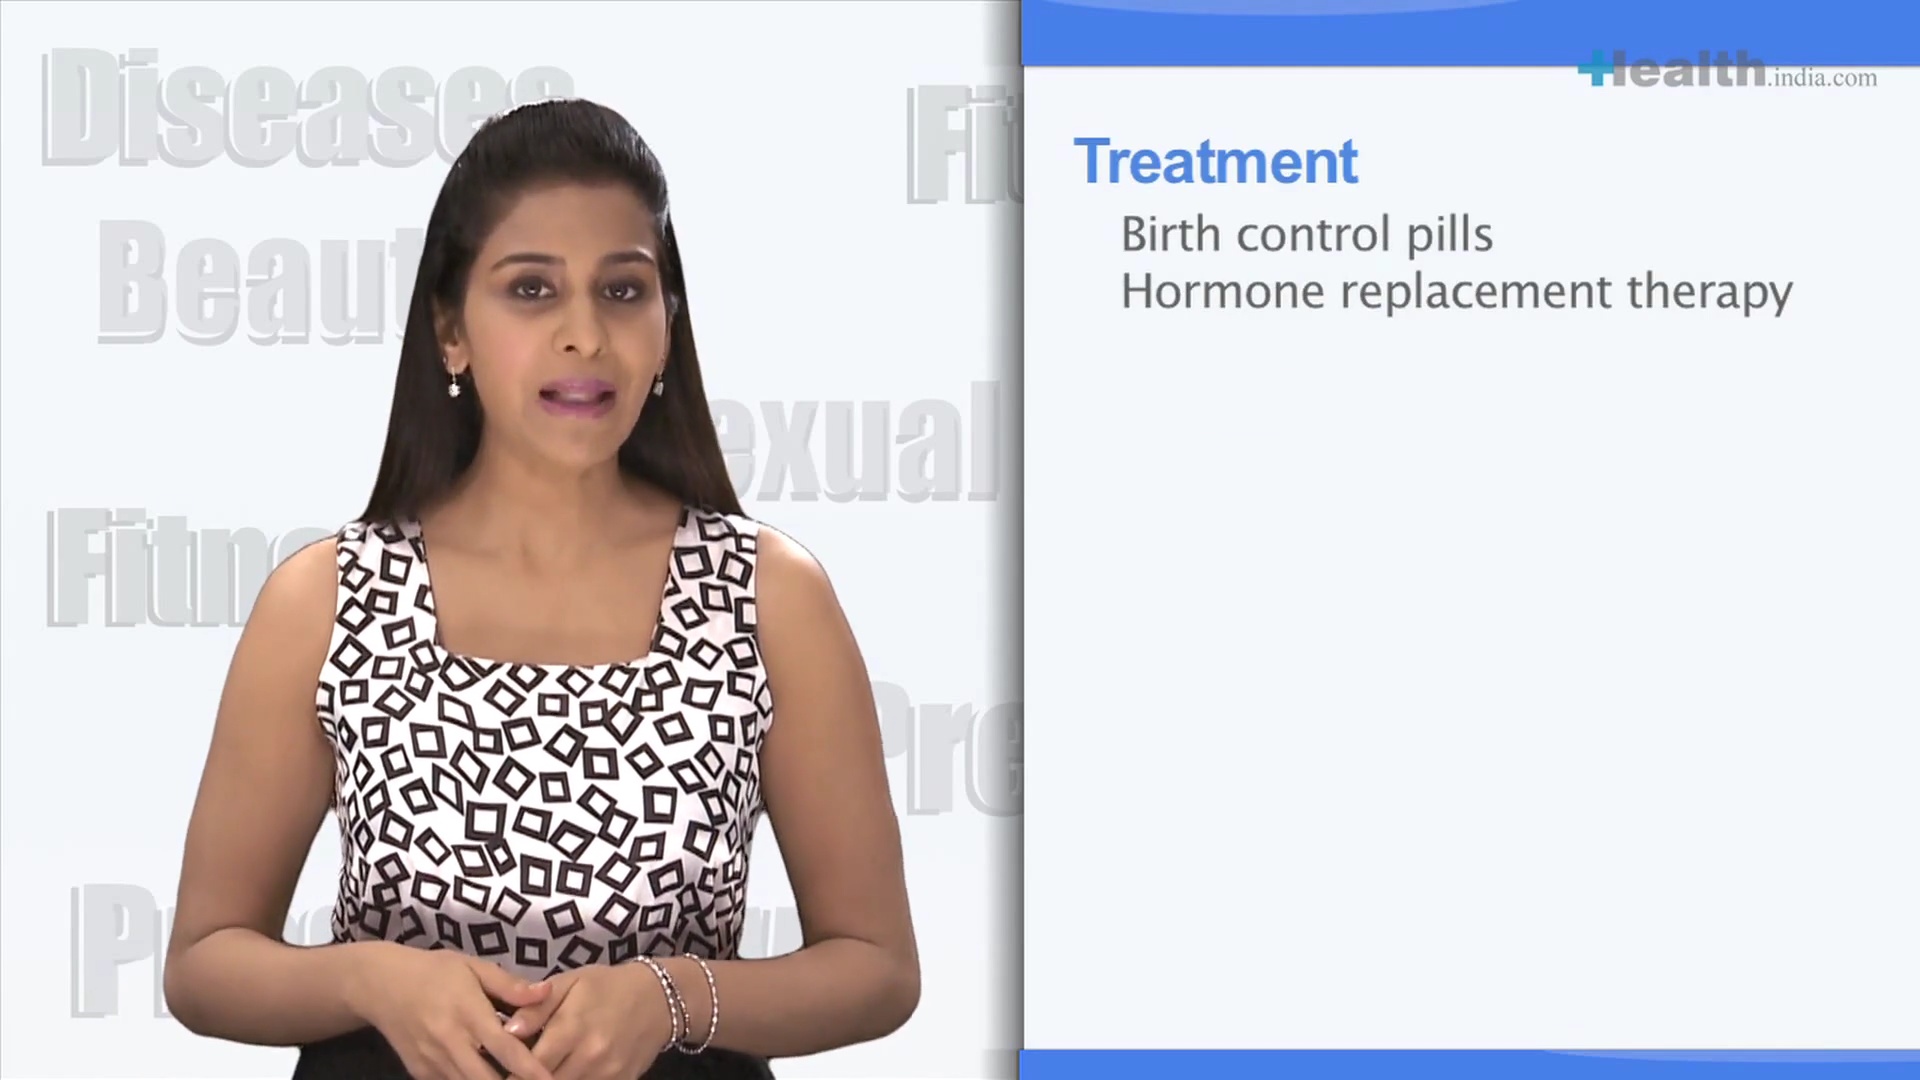 Diseases
Fit
Health.india.com
Treatment
Beaut
Birth control pills
Hormone replacement therapy
exual
Fitn
Pre
Pr